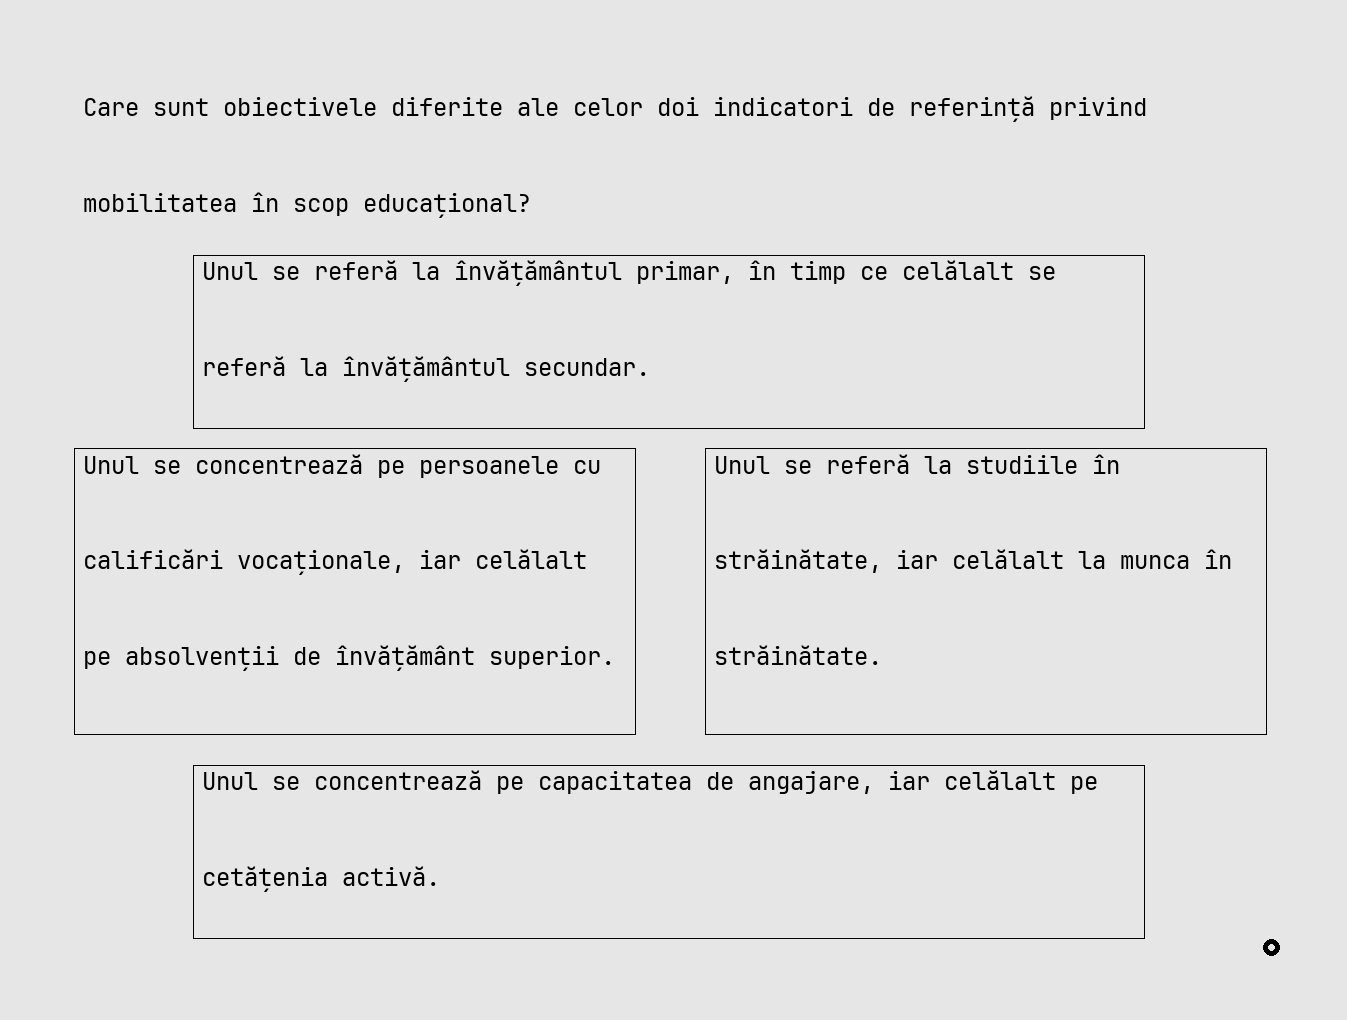 Care sunt obiectivele diferite ale celor doi indicatori de referință privind
mobilitatea în scop educațional?
Unul se referă la învățământul primar, în timp ce celălalt se
referă la învățământul secundar.
Unul se concentrează pe persoanele cu
calificări vocaționale, iar celălalt
pe absolvenții de învățământ superior.
Unul se referă la studiile în
străinătate, iar celălalt la munca în
străinătate.
Unul se concentrează pe capacitatea de angajare, iar celălalt pe
cetățenia activă.